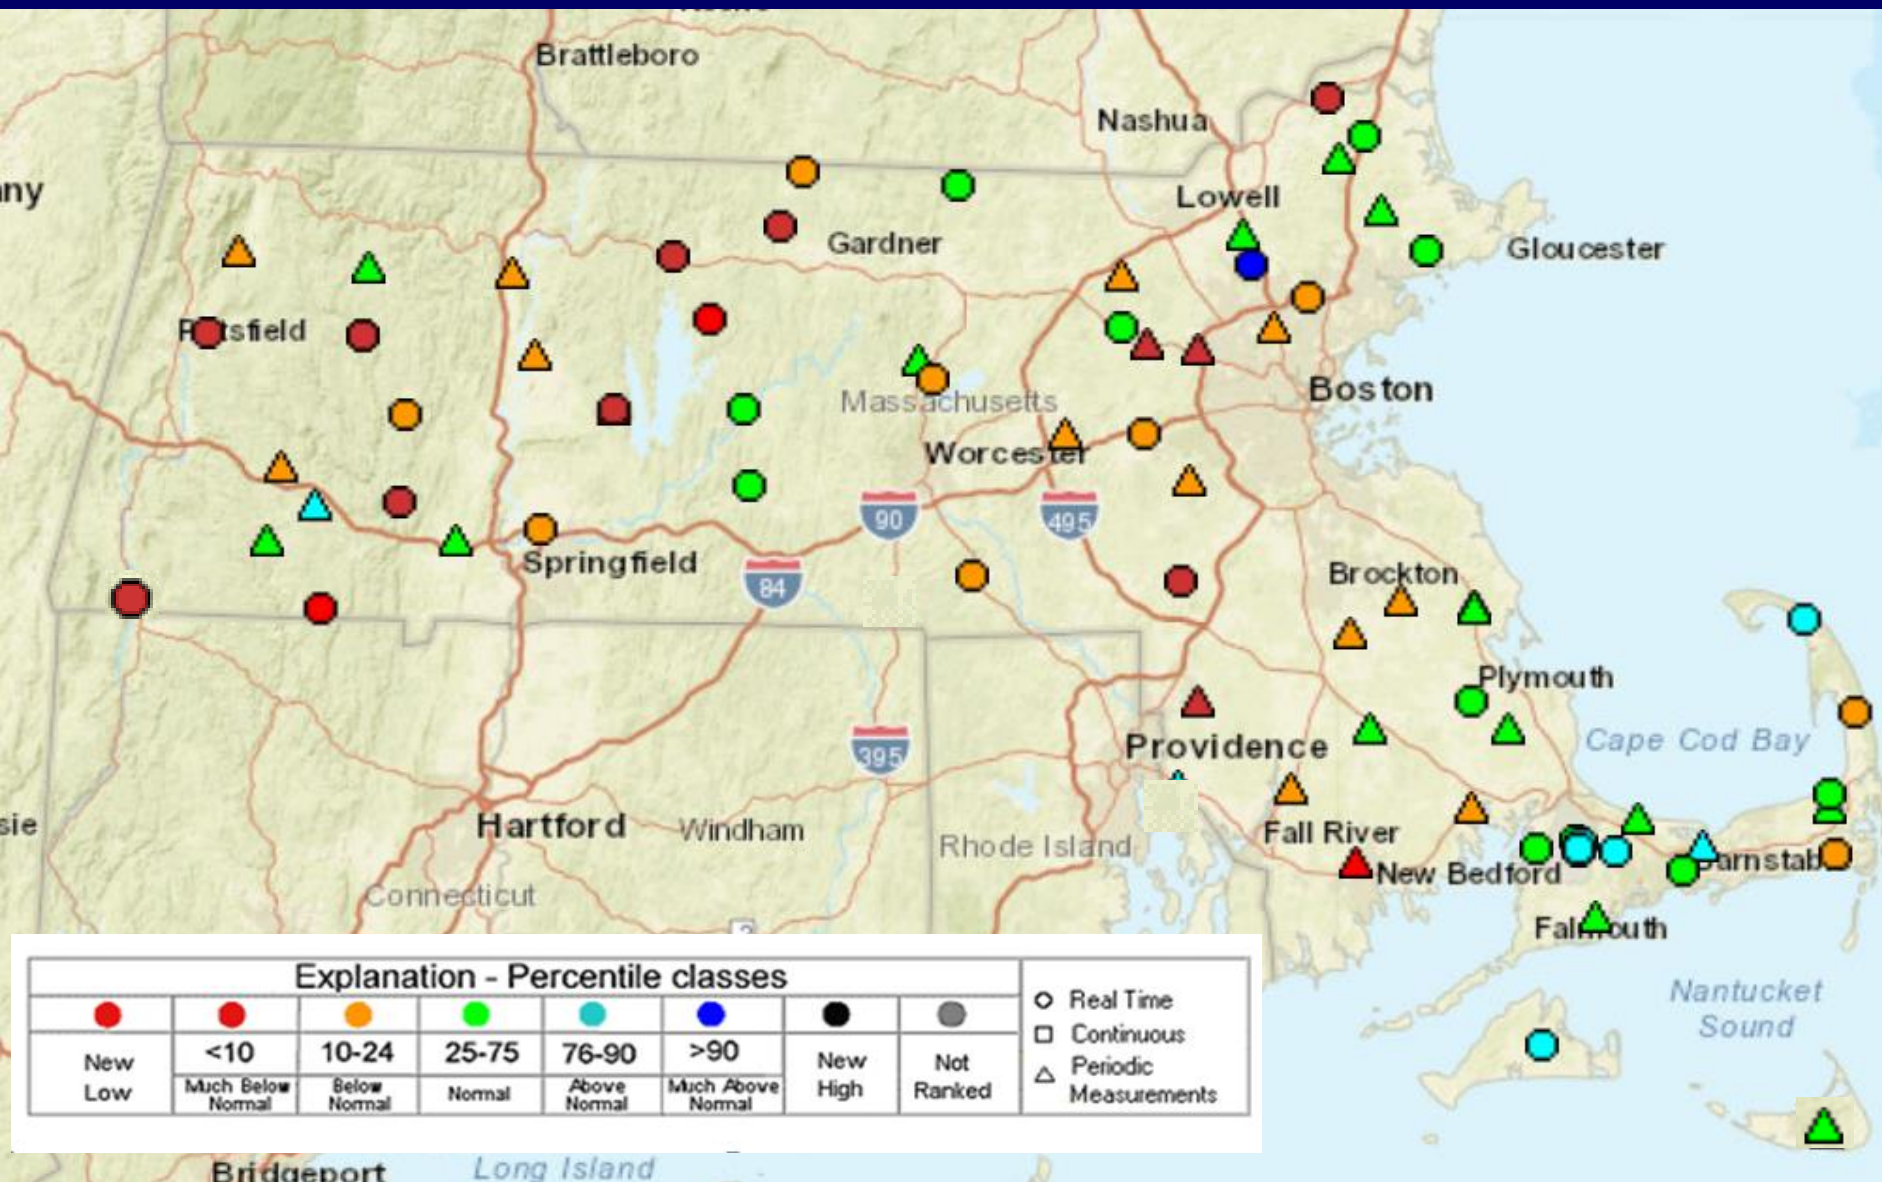 Brattleboro
Nashua
ny
Lowell
Gardner
Gloucester
Pittsfield
Boston
Massachusetts
Worcester
90
495
Springfield
84
Brockton
Plymouth
Cape Cod Bay
395
Providence
sie
Hartford
Windham
Rhode Island
Fall River
New Bedford
arnstab
Connecticut
Falmouth
2
Nantucket
Sound
Explanation - Percentile classes
New
Low
<10
Much Below
Normal
10-24
Below
Normal
25-75
Normal
76-90
Above
Normal
>90
Much Above
Normal
New
High
Not
Ranked
Real Time
Continuous
Periodic
Measurements
Bridgeport
Long Island